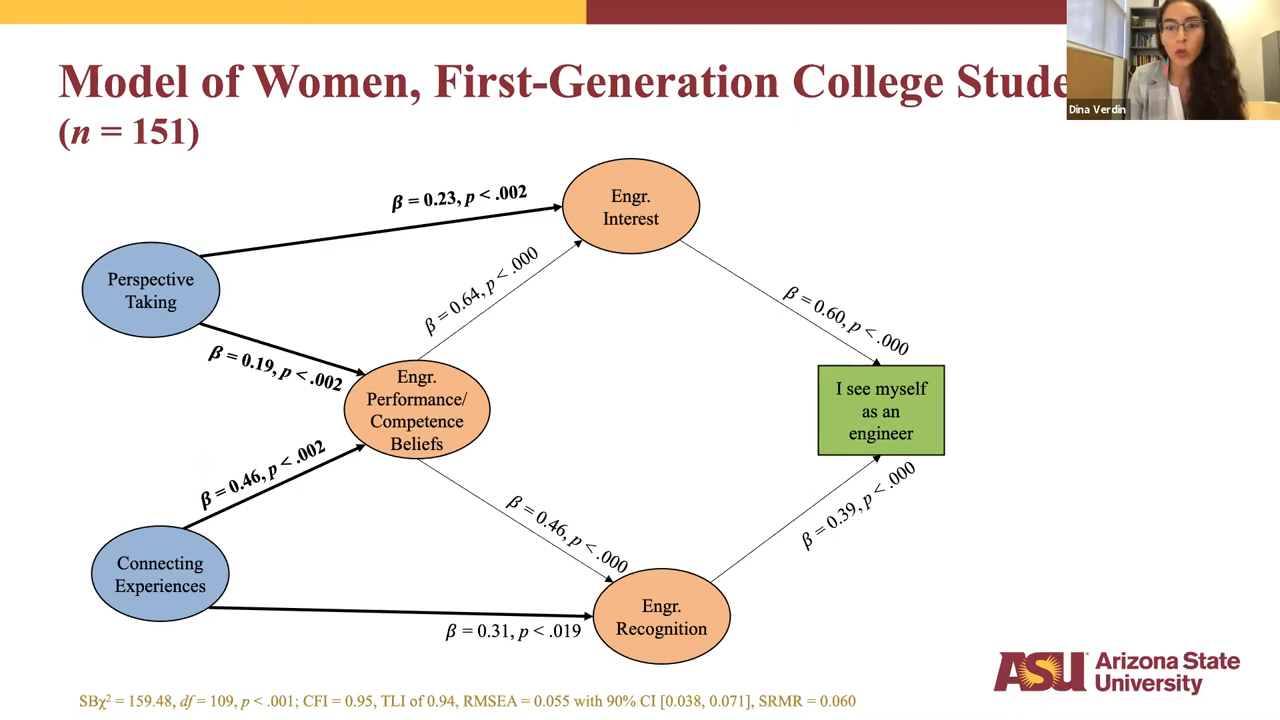 Model of Women, First-Generation College Stude
(n = 151)
Dina Verdin
β = 0.23, p < .002
Engr.
Interest
Perspective
Taking
β = 0.64, p < .000
β = 0.60, p < .000
β = 0.19, p < .002
Engr.
Performance/
Competence
Beliefs
I see myself
as an
engineer
β = 0.46, p < .002
β = 0.46, p < .000
β = 0.39, p < .000
Connecting
Experiences
Engr.
Recognition
β = 0.31, p < .019
ASU Arizona State
University
SBχ² = 159.48, df = 109, p < .001; CFI = 0.95, TLI of 0.94, RMSEA = 0.055 with 90% CI [0.038, 0.071], SRMR = 0.060